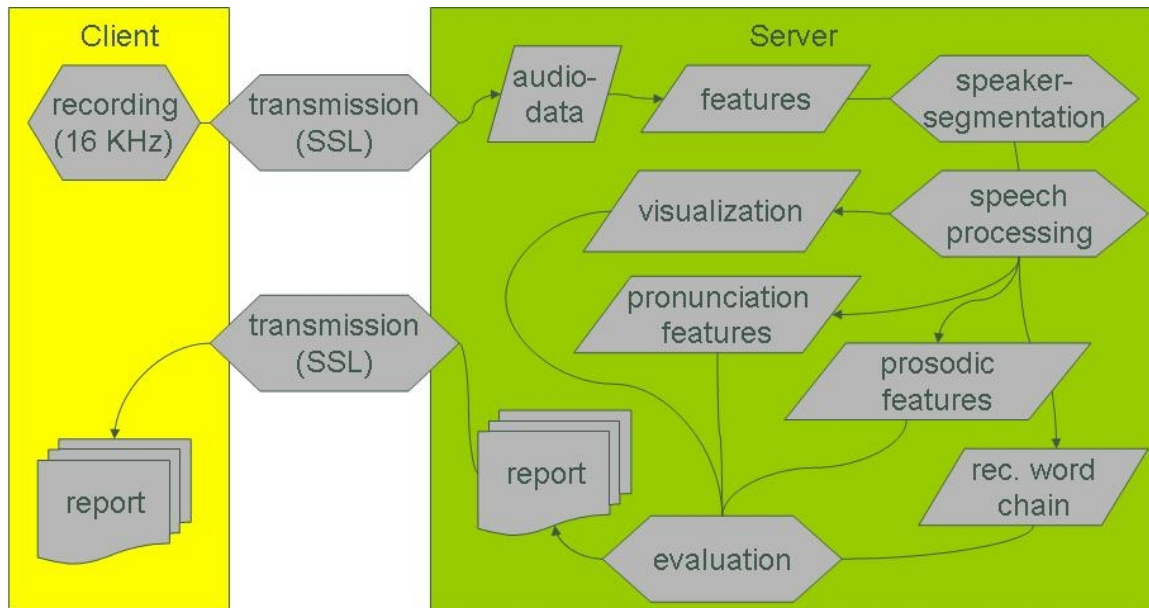 Client
Server
recording
(16 KHz)
transmission
(SSL)
audio-
data
features
speaker-
segmentation
visualization
speech
processing
pronunciation
features
transmission
(SSL)
prosodic
features
report
report
rec. word
chain
evaluation